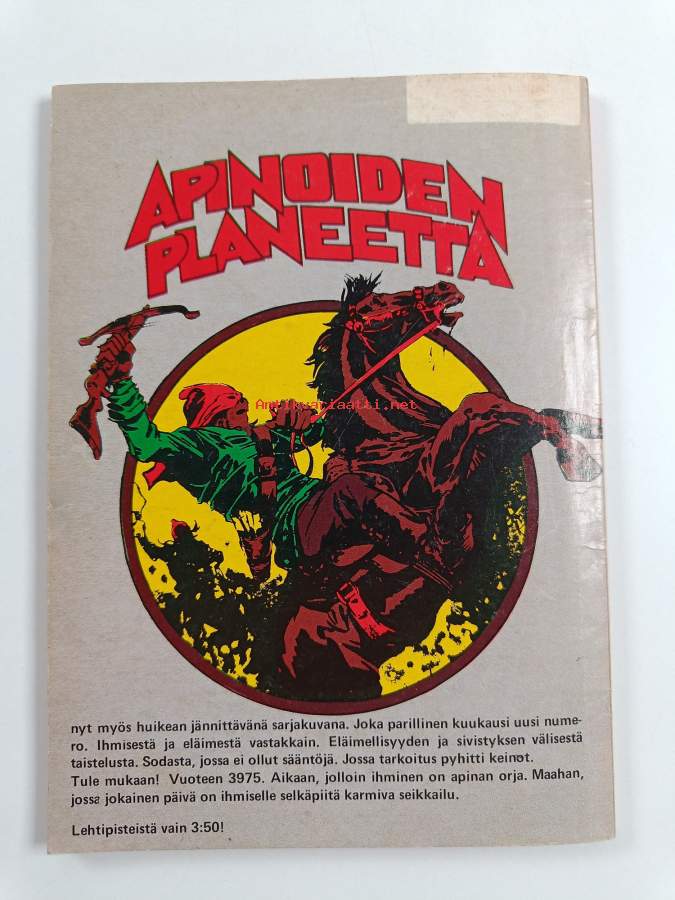 APINOIDEN
PLANEETTA
Antikvariaatti.net
nyt myös huikean jännittävänä sarjakuvana. Joka parillinen kuukausi uusi nume-
ro. Ihmisestä ja eläimestä vastakkain. Eläimellisyyden ja sivistyksen välisestä
taistelusta. Sodasta, jossa ei ollut sääntöjä. Jossa tarkoitus pyhitti keinot.
Tule mukaan! Vuoteen 3975. Aikaan, jolloin ihminen on apinan orja. Maahan,
jossa jokainen päivä on ihmiselle selkäpiitä karmiva seikkailu.
Lehtipisteistä vain 3:50!